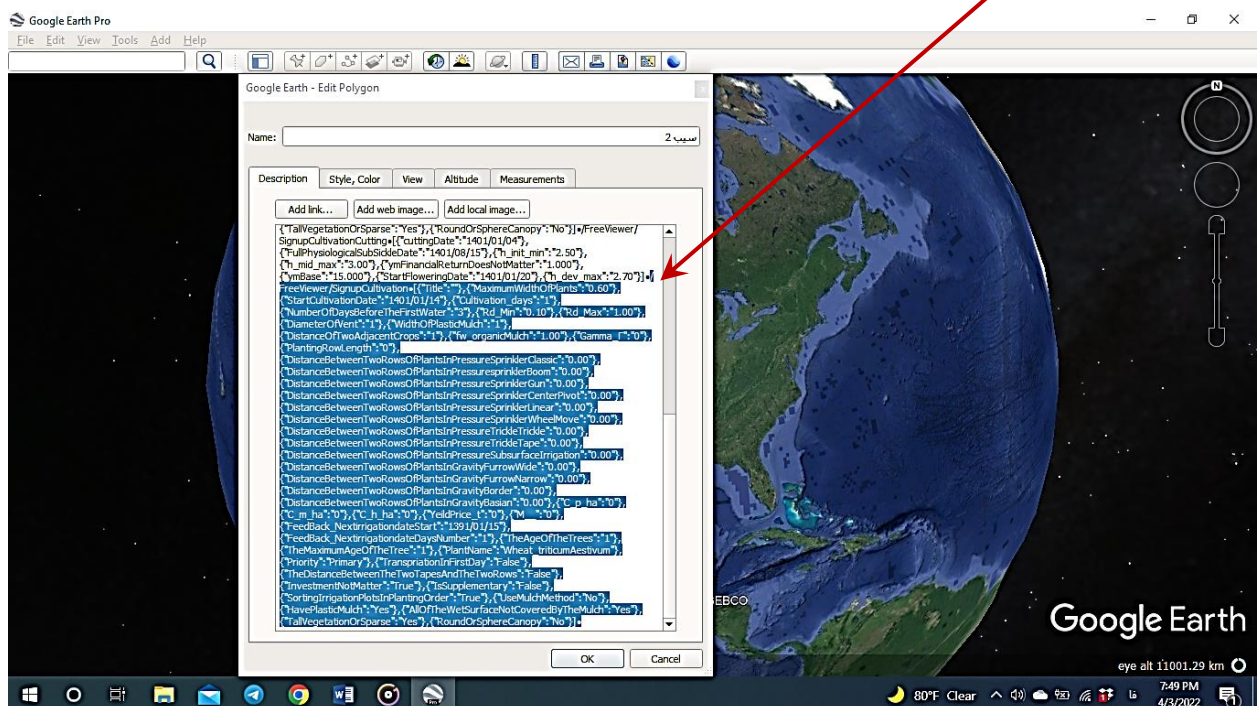 Google Earth Pro
File Edit View Tools Add Help
Google Earth - Edit Polygon
Name: سیب 2
Description Style, Color View Altitude Measurements
Add link... Add web image... Add local image...
{"TallVegetationOrSparse":"Yes"},{"RoundOrSphereCanopy":"No"}]•/FreeViewer/
SignupCultivationCutting•[{"cuttingDate":"1401/01/04"},
{"FullPhysiologicalSubSickleDate":"1401/08/15"},{"h_init_min":"2.50"},
{"h_mid_max":"3.00"},{"ymFinancialReturnDoesNotMatter":"1.000"},
{"ymBase":"15.000"},{"StartFloweringDate":"1401/01/20"},{"h_dev_max":"2.70"}]•/
FreeViewer/SignupCultivation•[{"Title":""},{"MaximumWidthOfPlants":"0.60"},
{"StartCultivationDate":"1401/01/14"},{"Cultivation_days":"1"},
{"NumberOfDaysBeforeTheFirstWater":"3"},{"Rd_Min":"0.10"},{"Rd_Max":"1.00"},
{"DiameterOfVent":"1"},{"WidthOfPlasticMulch":"1"},
{"DistanceOfTwoAdjacentCrops":"1"},{"fw_organicMulch":"1.00"},{"Gamma_I":"0"},
{"PlantingRowLength":"0"},
{"DistanceBetweenTwoRowsOfPlantsInPressureSprinklerClassic":"0.00"},
{"DistanceBetweenTwoRowsOfPlantsInPressuresprinklerBoom":"0.00"},
{"DistanceBetweenTwoRowsOfPlantsInPressureSprinklerGun":"0.00"},
{"DistanceBetweenTwoRowsOfPlantsInPressureSprinklerCenterPivot":"0.00"},
{"DistanceBetweenTwoRowsOfPlantsInPressureSprinklerLinear":"0.00"},
{"DistanceBetweenTwoRowsOfPlantsInPressureSprinklerWheelMove":"0.00"},
{"DistanceBetweenTwoRowsOfPlantsInPressureTrickleTrickle":"0.00"},
{"DistanceBetweenTwoRowsOfPlantsInPressureTrickleTape":"0.00"},
{"DistanceBetweenTwoRowsOfPlantsInPressureSubsurfaceIrrigation":"0.00"},
{"DistanceBetweenTwoRowsOfPlantsInGravityFurrowWide":"0.00"},
{"DistanceBetweenTwoRowsOfPlantsInGravityFurrowNarrow":"0.00"},
{"DistanceBetweenTwoRowsOfPlantsInGravityBorder":"0.00"},
{"DistanceBetweenTwoRowsOfPlantsInGravityBasian":"0.00"},{"C_p_ha":"0"},
{"C_m_ha":"0"},{"C_h_ha":"0"},{"YeildPrice_t":"0"},{"M__":"0"},
{"FeedBack_NextirrigationdateStart":"1391/01/15"},
{"FeedBack_NextirrigationdateDaysNumber":"1"},{"TheAgeOfTheTrees":"1"},
{"TheMaximumAgeOfTheTree":"1"},{"PlantName":"Wheat_triticumAestivum"},
{"Priority":"Primary"},{"TranspriationInFirstDay":"False"},
{"TheDistanceBetweenTheTwoTapesAndTheTwoRows":"False"},
{"InvestmentNotMatter":"True"},{"IsSupplementary":"False"},
{"SortingIrrigationPlotsInPlantingOrder":"True"},{"UseMulchMethod":"No"},
{"HavePlasticMulch":"Yes"},{"AllOfTheWetSurfaceNotCoveredByTheMulch":"Yes"},
{"TallVegetationOrSparse":"Yes"},{"RoundOrSphereCanopy":"No"}]•
OK Cancel
N
EBCO
Google Earth
eye alt 11001.29 km
80°F Clear فا 7:49 PM
4/3/2022